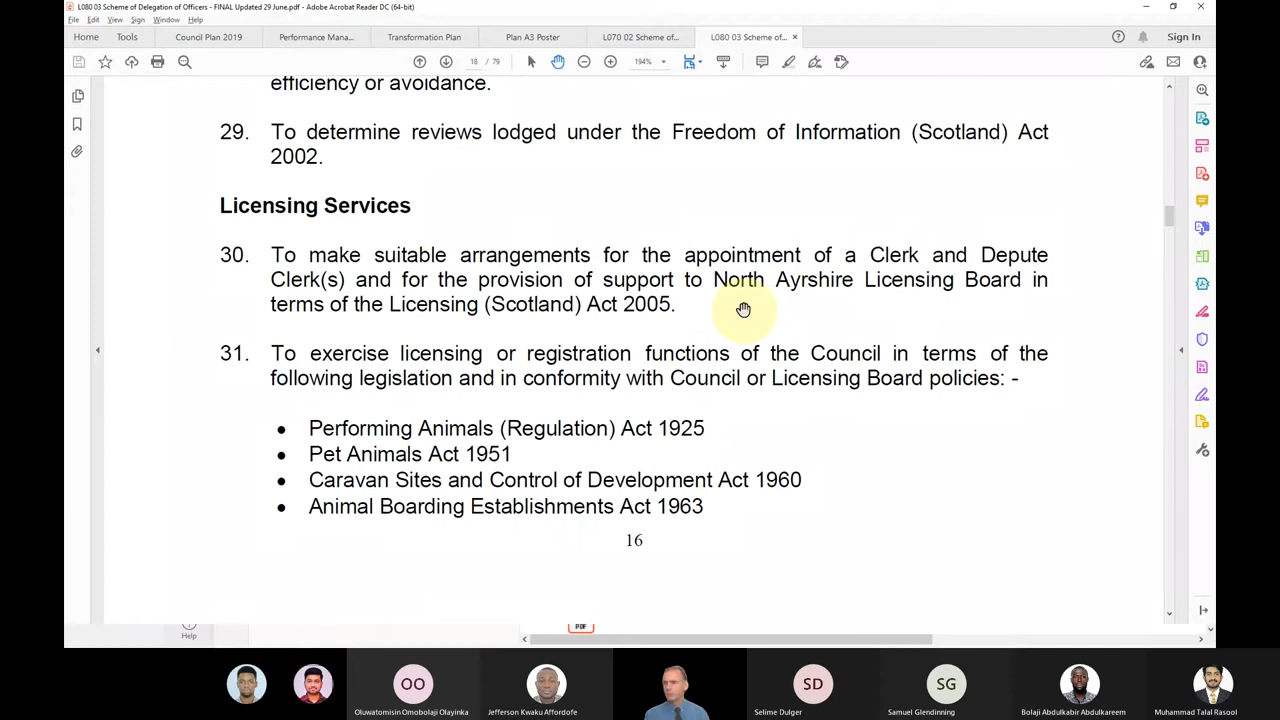 L080 03 Scheme of Delegation of Officers - FINAL Updated 29 June.pdf - Adobe Acrobat Reader DC (64-bit)
File Edit View Sign Window Help
Home Tools Council Plan 2019 Performance Mana... Transformation Plan Plan A3 Poster L070 02 Scheme of... L080 03 Scheme of... × Sign In
18 / 79 194%
efficiency or avoidance.
29. To determine reviews lodged under the Freedom of Information (Scotland) Act
2002.
Licensing Services
30. To make suitable arrangements for the appointment of a Clerk and Depute
Clerk(s) and for the provision of support to North Ayrshire Licensing Board in
terms of the Licensing (Scotland) Act 2005.
31. To exercise licensing or registration functions of the Council in terms of the
following legislation and in conformity with Council or Licensing Board policies: -
• Performing Animals (Regulation) Act 1925
• Pet Animals Act 1951
• Caravan Sites and Control of Development Act 1960
• Animal Boarding Establishments Act 1963
16
PDF
Help
OO SD SG
Oluwatomisin Omobolaji Olayinka Jefferson Kwaku Affordofe Selime Dulger Samuel Glendinning Bolaji Abdulkabir Abdulkareem Muhammad Talal Rasool